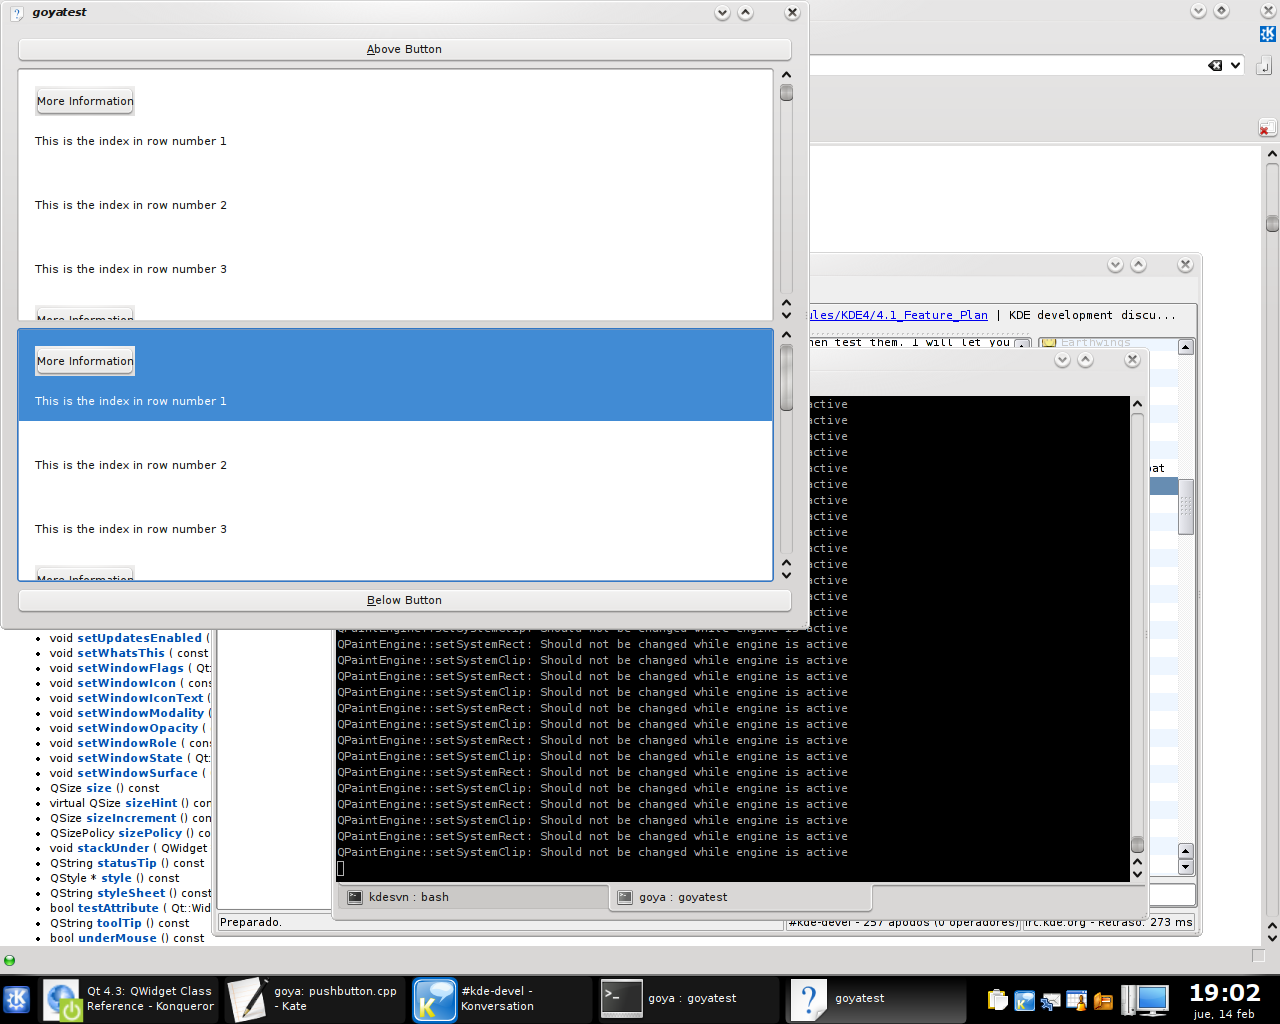 goyatest
Above Button
More Information
This is the index in row number 1
This is the index in row number 2
This is the index in row number 3
More Information
More Information
This is the index in row number 1
This is the index in row number 2
This is the index in row number 3
More Information
Below Button
ules/KDE4/4.1_Feature_Plan | KDE development discu...
hen test them. I will let you
Earthwings
active
active
active
active
active
active
active
active
active
active
active
active
active
active
QPaintEngine::setSystemClip: Should not be changed while engine is active
QPaintEngine::setSystemRect: Should not be changed while engine is active
QPaintEngine::setSystemClip: Should not be changed while engine is active
QPaintEngine::setSystemRect: Should not be changed while engine is active
QPaintEngine::setSystemClip: Should not be changed while engine is active
QPaintEngine::setSystemRect: Should not be changed while engine is active
QPaintEngine::setSystemClip: Should not be changed while engine is active
QPaintEngine::setSystemRect: Should not be changed while engine is active
QPaintEngine::setSystemClip: Should not be changed while engine is active
QPaintEngine::setSystemRect: Should not be changed while engine is active
QPaintEngine::setSystemClip: Should not be changed while engine is active
QPaintEngine::setSystemRect: Should not be changed while engine is active
QPaintEngine::setSystemClip: Should not be changed while engine is active
QPaintEngine::setSystemRect: Should not be changed while engine is active
QPaintEngine::setSystemClip: Should not be changed while engine is active
kdesvn : bash
goya : goyatest
Preparado.
#kde-devel - 257 apodos (0 operadores)
irc.kde.org - Retraso: 273 ms
void setUpdatesEnabled (
void setWhatsThis ( const
void setWindowFlags ( Qt:
void setWindowIcon ( cons
void setWindowIconText (
void setWindowModality (
void setWindowOpacity (
void setWindowRole ( cons
void setWindowState ( Qt:
void setWindowSurface (
QSize size () const
virtual QSize sizeHint () con
QSize sizeIncrement () cons
QSizePolicy sizePolicy () co
void stackUnder ( QWidget
QString statusTip () const
QStyle * style () const
QString styleSheet () const
bool testAttribute ( Qt::Wid
QString toolTip () const
bool underMouse () const
Qt 4.3: QWidget Class
Reference - Konqueror
goya: pushbutton.cpp
- Kate
#kde-devel -
Konversation
goya : goyatest
goyatest
19:02
jue, 14 feb